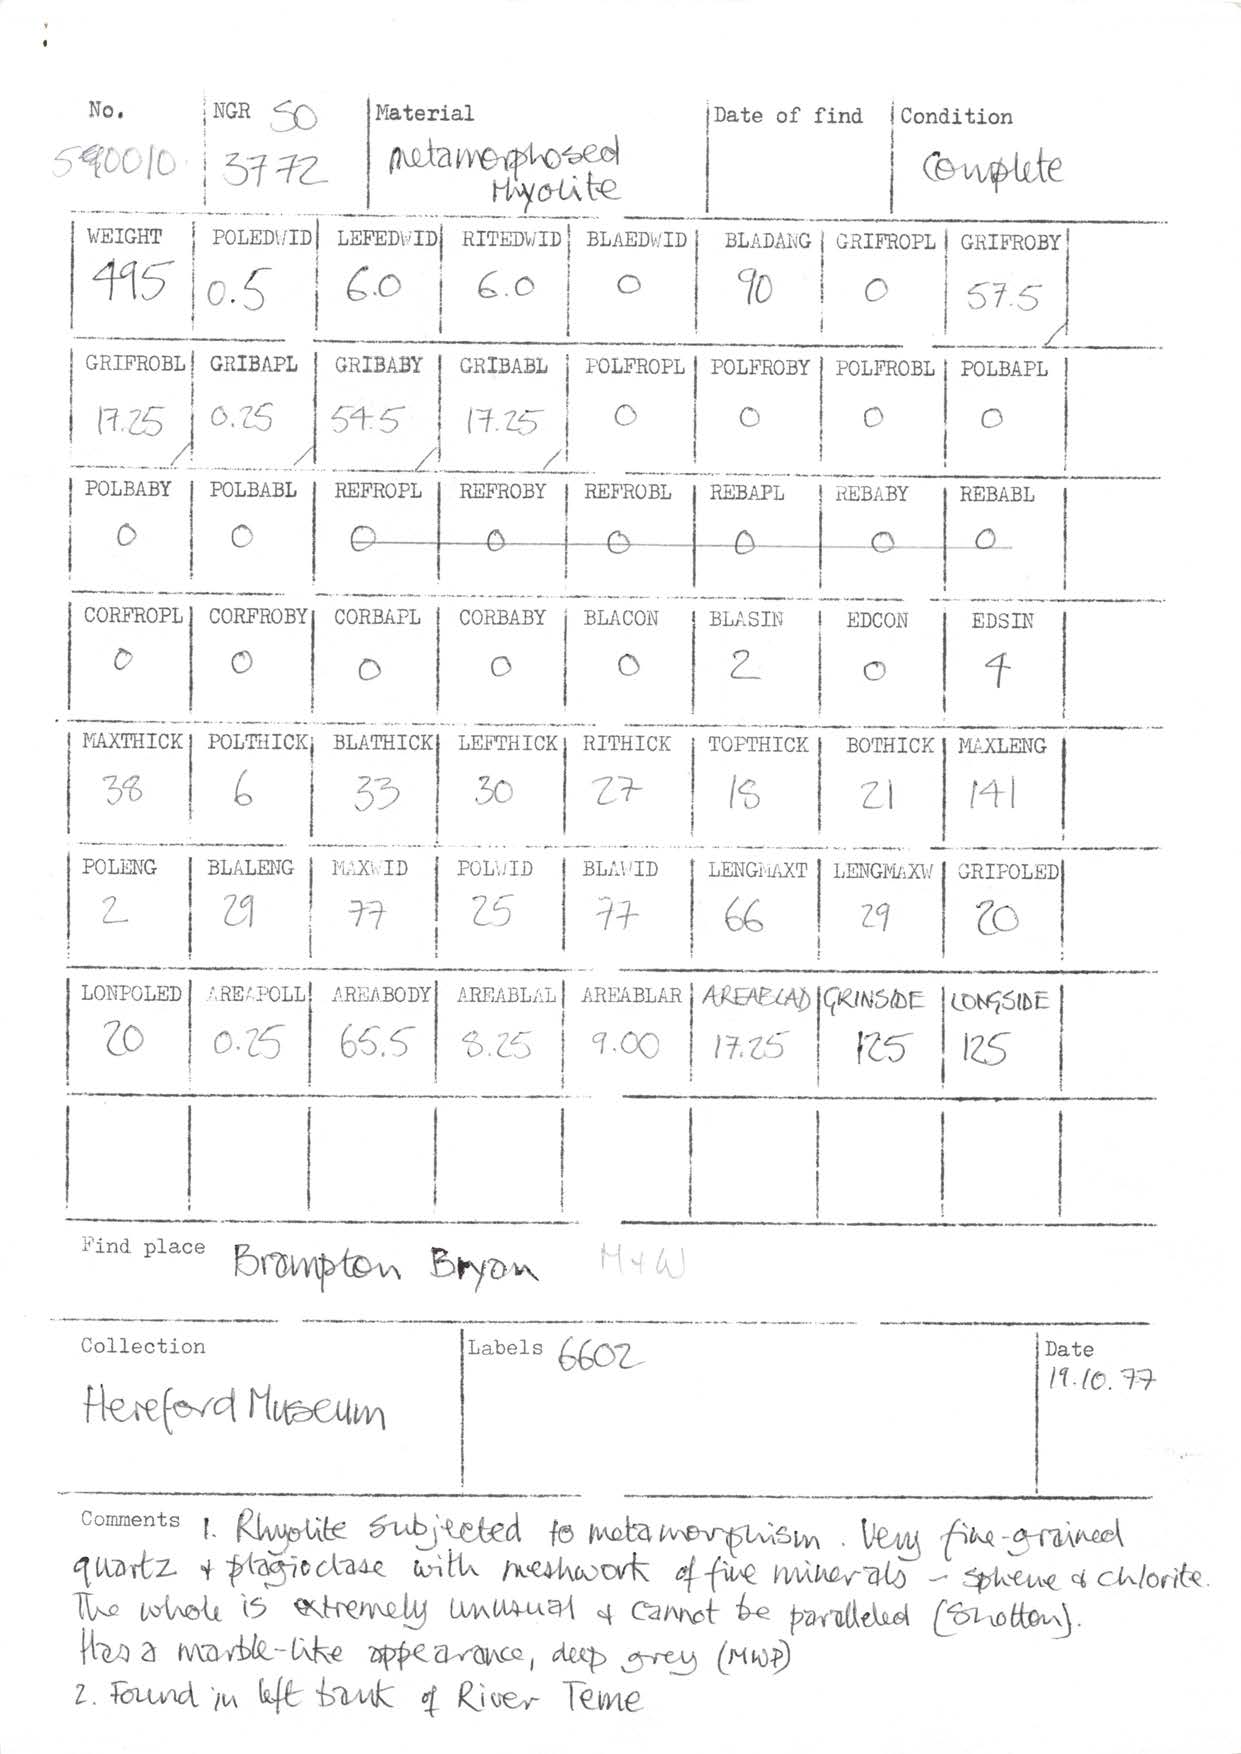 No. NGR SO Material Date of find Condition
590010 3772 metamorphosed Rhyolite Complete
WEIGHT POLEDWID LEFEDWID RITEDWID BLAEDWID BLADANG GRIFROPL GRIFROBY
495 0.5 6.0 6.0 0 90 0 57.5
GRIFROBL GRIBAPL GRIBABY GRIBABL POLFROPL POLFROBY POLFROBL POLBAPL
17.25 0.25 54.5 17.25 0 0 0 0
POLBABY POLBABL REFROPL REFROBY REFROBL REBAPL REBABY REBABL
0 0 0 0 0 0 0 0
CORFROPL CORFROBY CORBAPL CORBABY BLACON BLASIN EDCON EDSIN
0 0 0 0 0 2 0 4
MAXTHICK POLTHICK BLATHICK LEFTHICK RITHICK TOPTHICK BOTHICK MAXLENG
38 6 33 30 27 18 21 141
POLENG BLALENG MAXWID POLWID BLAWID LENGMAXT LENGMAXW GRIPOLED
2 29 77 25 77 66 29 20
LONPOLED AREAPOLL AREABODY AREABLAL AREABLAR AREABLAD GRINSIDE LONGSIDE
20 0.25 65.5 8.25 9.00 17.25 125 125
Find place Brampton Bryan M+W
Collection Labels 6602 Date
Hereford Museum 19.10.77
Comments 1. Rhyolite subjected to metamorphism. Very fine-grained
quartz + plagioclase with meshwork of fine minerals – sphene & chlorite.
The whole is extremely unusual & cannot be paralleled (Shotton).
Has a marble-like appearance, deep grey (MWP)
2. Found in left bank of River Teme